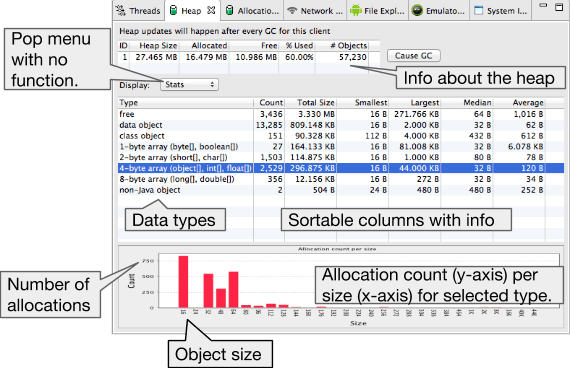 Threads Heap Allocation... Network ... File Expl... Emulato... System I...
Heap updates will happen after every GC for this client
ID Heap Size Allocated Free % Used # Objects
1 27.465 MB 16.479 MB 10.986 MB 60.00% 57,230
Cause GC
Pop menu
with no
function.
Info about the heap
Display: Stats
Type Count Total Size Smallest Largest Median Average
free 3,436 3.330 MB 16 B 271.766 KB 64 B 1,016 B
data object 13,285 809.148 KB 16 B 2.000 KB 32 B 62 B
class object 151 90.328 KB 112 B 4.000 KB 432 B 612 B
1-byte array (byte[], boolean[]) 27 164.133 KB 16 B 81.008 KB 32 B 6.078 KB
2-byte array (short[], char[]) 1,503 114.875 KB 16 B 1.000 KB 80 B 78 B
4-byte array (object[], int[], float[]) 2,529 296.875 KB 16 B 44.000 KB 32 B 120 B
8-byte array (long[], double[]) 356 12.156 KB 16 B 272 B 32 B 34 B
non-Java object 2 504 B 24 B 480 B 480 B 252 B
Data types
Sortable columns with info
Allocation count per size
Number of
allocations
Count
750
500
250
0
Allocation count (y-axis) per
size (x-axis) for selected type.
Size
Object size